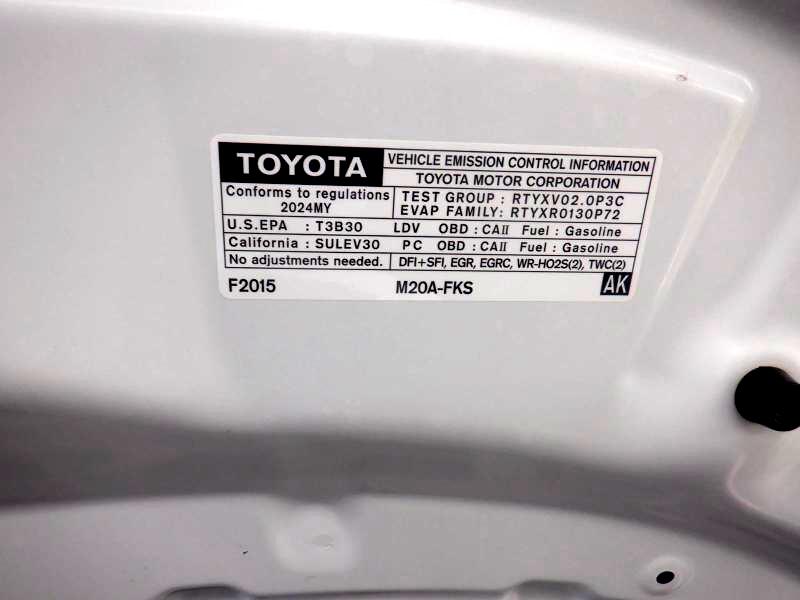 TOYOTA
VEHICLE EMISSION CONTROL INFORMATION
TOYOTA MOTOR CORPORATION
Conforms to regulations
2024MY
TEST GROUP : RTYXV02.0P3C
EVAP FAMILY: RTYXR0130P72
U.S.EPA : T3B30 LDV OBD : CAII Fuel : Gasoline
California : SULEV30 PC OBD : CAII Fuel : Gasoline
No adjustments needed. DFI+SFI, EGR, EGRC, WR-HO2S(2), TWC(2)
F2015 M20A-FKS AK